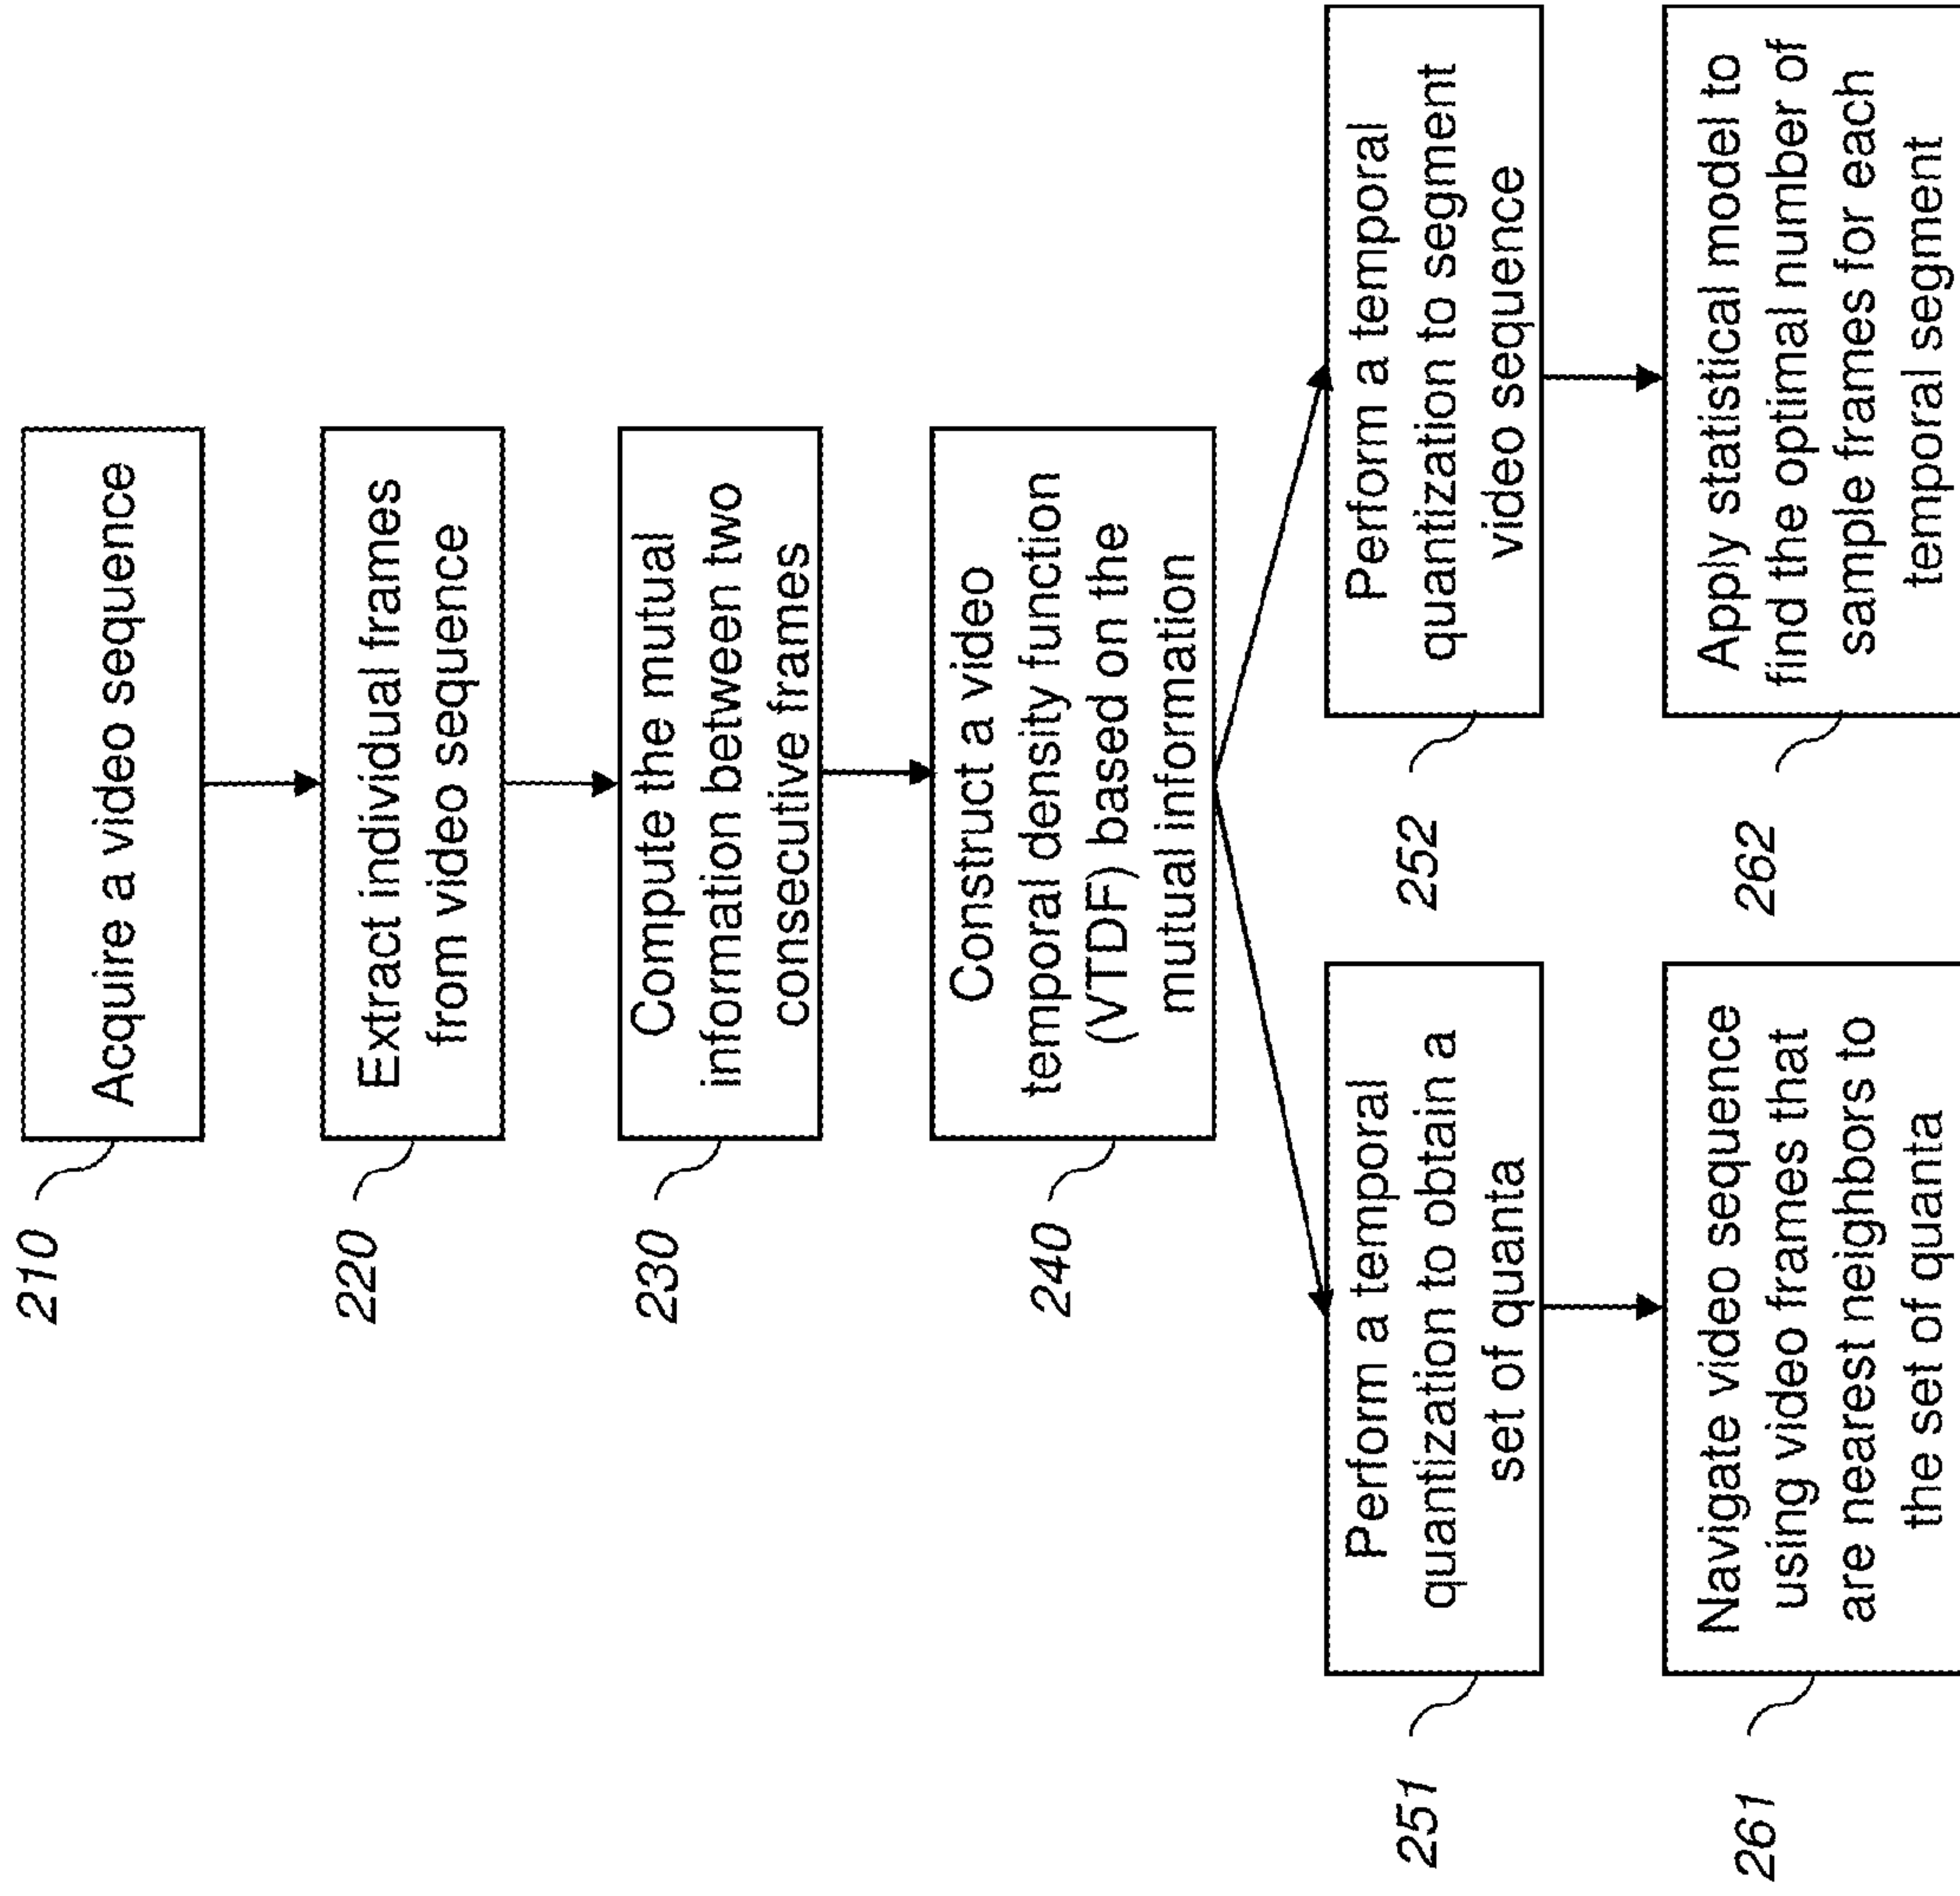 210
Acquire a video sequence
220
Extract individual frames
from video sequence
230
Compute the mutual
information between two
consecutive frames
240
Construct a video
temporal density function
(VTDF) based on the
mutual information
251
Perform a temporal
quantization to obtain a
set of quanta
252
Perform a temporal
quantization to segment
video sequence
261
Navigate video sequence
using video frames that
are nearest neighbors to
the set of quanta
262
Apply statistical model to
find the optimal number of
sample frames for each
temporal segment